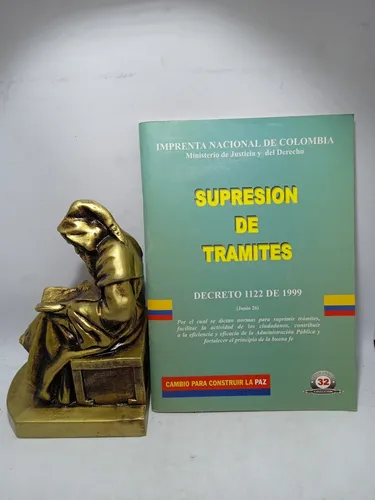 IMPRENTA NACIONAL DE COLOMBIA
Ministerio de Justicia y del Derecho
SUPRESION
DE
TRAMITES
DECRETO 1122 DE 1999
(Junio 26)
Por el cual se dictan normas para suprimir trámites,
facilitar la actividad de los ciudadanos, contribuir
a la eficiencia y eficacia de la Administración Pública y
fortalecer el principio de la buena fe
CAMBIO PARA CONSTRUIR LA PAZ
32